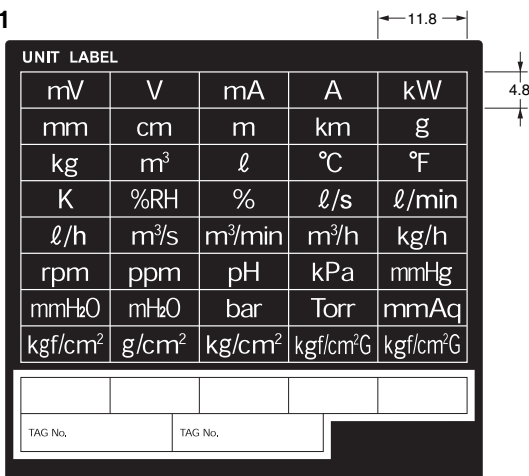 1
11.8
UNIT LABEL
4.8
mV V mA A kW
mm cm m km g
kg m³ ℓ °C °F
K %RH % ℓ/s ℓ/min
ℓ/h m³/s m³/min m³/h kg/h
rpm ppm pH kPa mmHg
mmH₂O mH₂O bar Torr mmAq
kgf/cm² g/cm² kg/cm² kgf/cm²G kgf/cm²G
TAG No. TAG No.